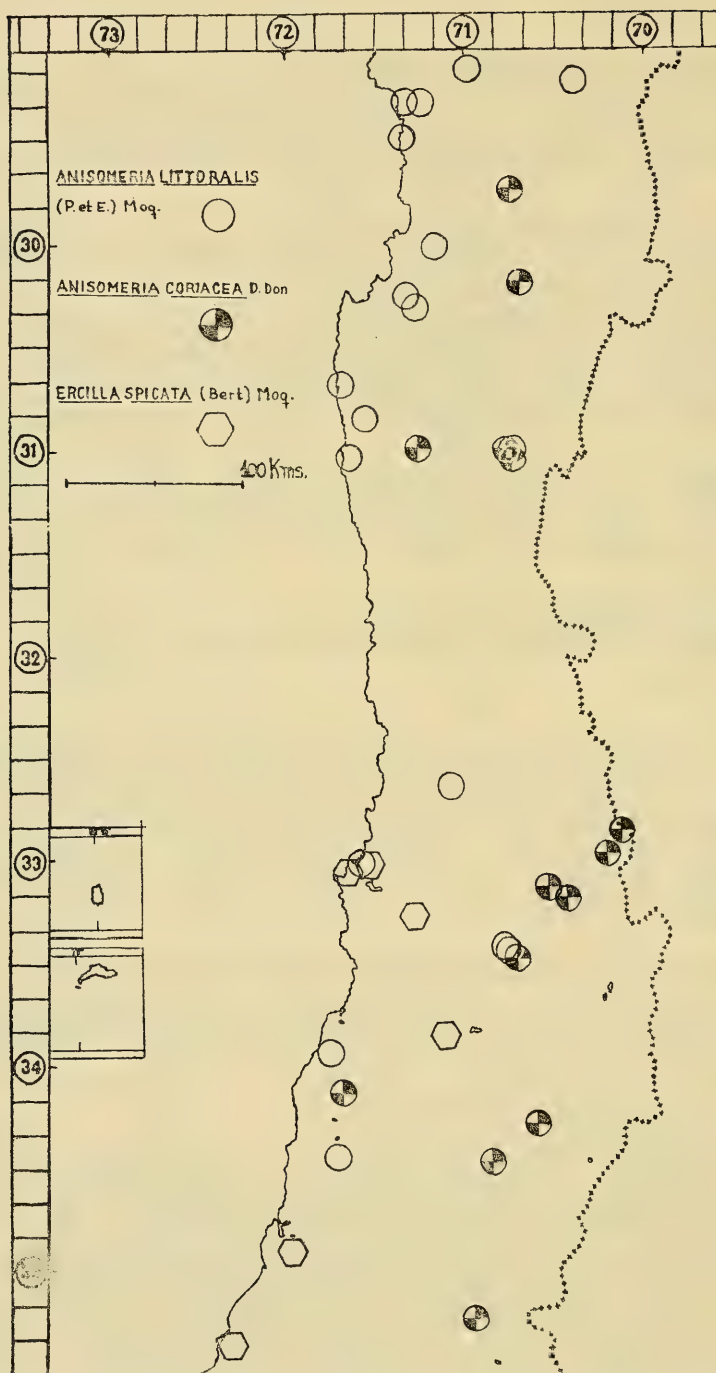 73 72 71 70
ANISOMERIA LITTORALIS
(P. et E.) Moq.
30
ANISOMERIA CORIACEA D. Don
ERCILLA SPICATA (Bert) Moq.
31
100 Kms.
32
33
34